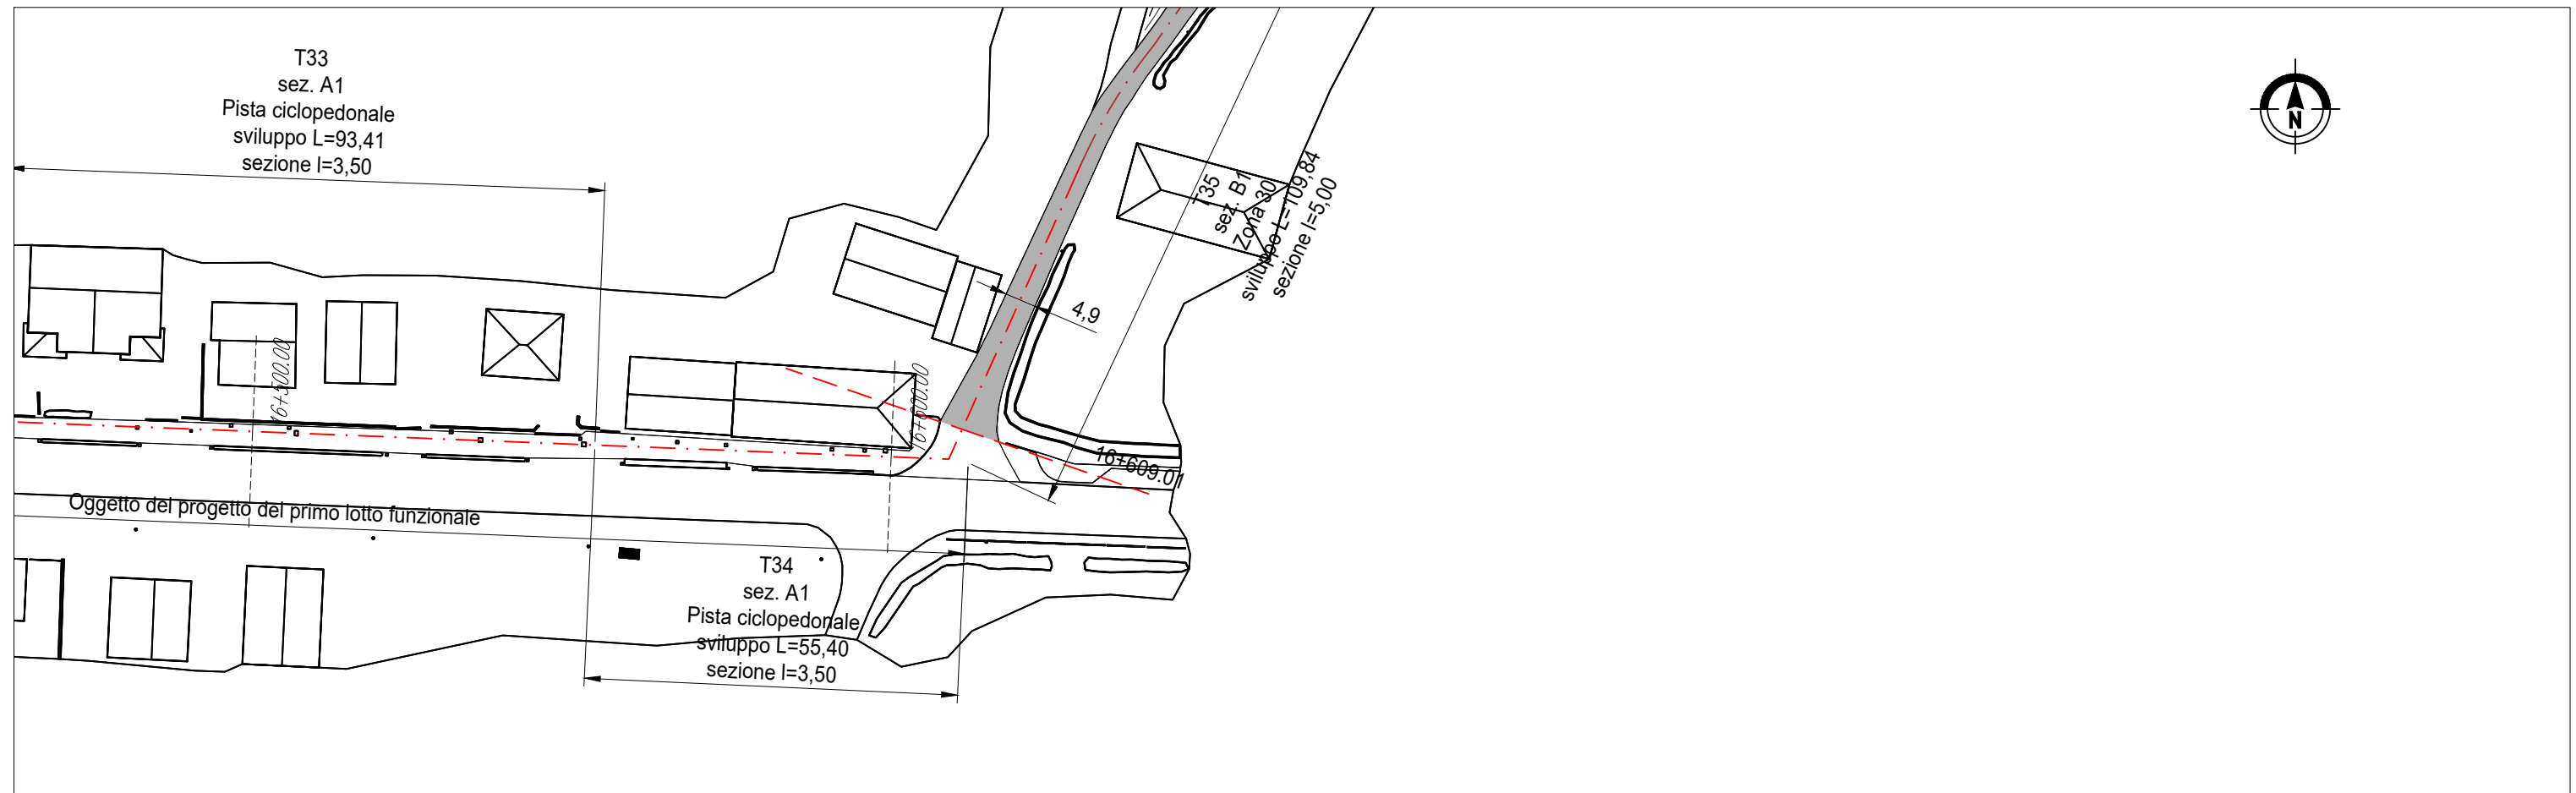 T33
sez. A1
Pista ciclopedonale
sviluppo L=93,41
sezione l=3,50
N
T35
sez. B1
Zona 30
sviluppo L=109,84
sezione l=5,00
4,9
16+500.00
16+600.00
16+609.01
Oggetto del progetto del primo lotto funzionale
T34
sez. A1
Pista ciclopedonale
sviluppo L=55,40
sezione l=3,50